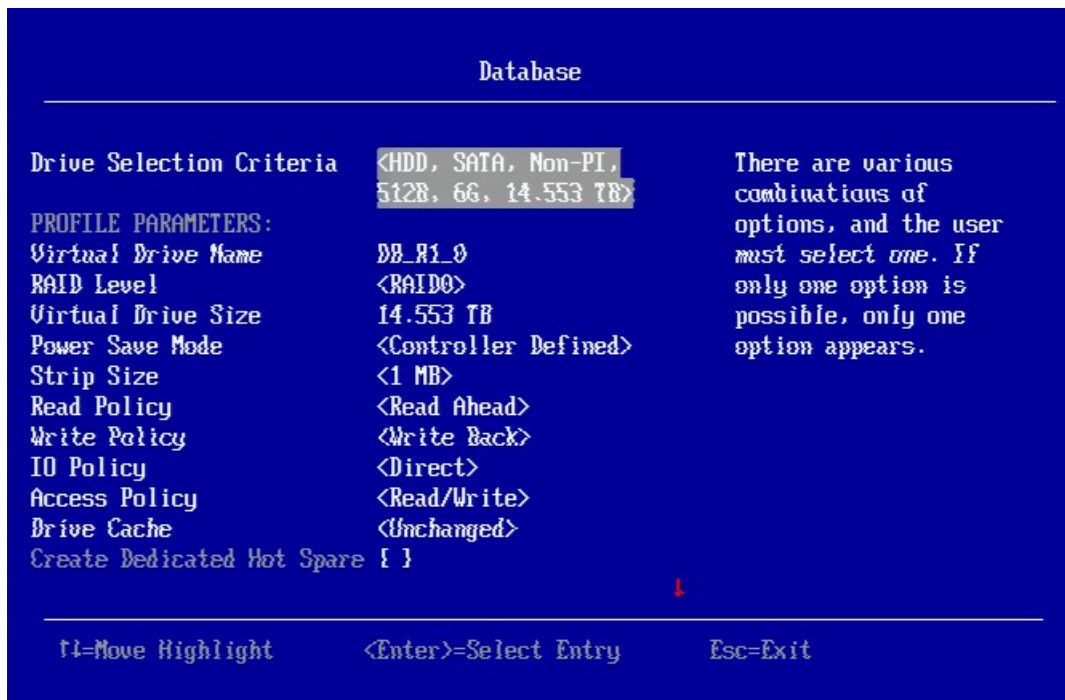 Database
Drive Selection Criteria <HDD, SATA, Non-PI,
512B, 6G, 14.553 TB>
PROFILE PARAMETERS:
Virtual Drive Name DB_R1_0
RAID Level <RAID0>
Virtual Drive Size 14.553 TB
Power Save Mode <Controller Defined>
Strip Size <1 MB>
Read Policy <Read Ahead>
Write Policy <Write Back>
IO Policy <Direct>
Access Policy <Read/Write>
Drive Cache <Unchanged>
Create Dedicated Hot Spare [ ]
There are various
combinations of
options, and the user
must select one. If
only one option is
possible, only one
option appears.
↑↓=Move Highlight <Enter>=Select Entry Esc=Exit